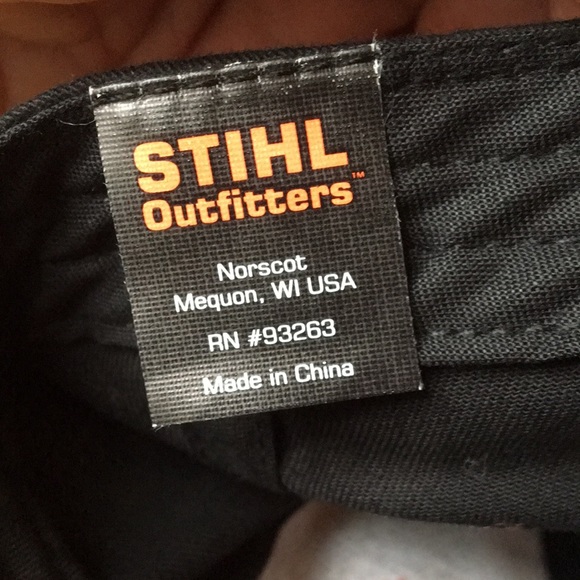 STIHL
Outfitters™
Norscot
Mequon, WI USA
RN #93263
Made in China